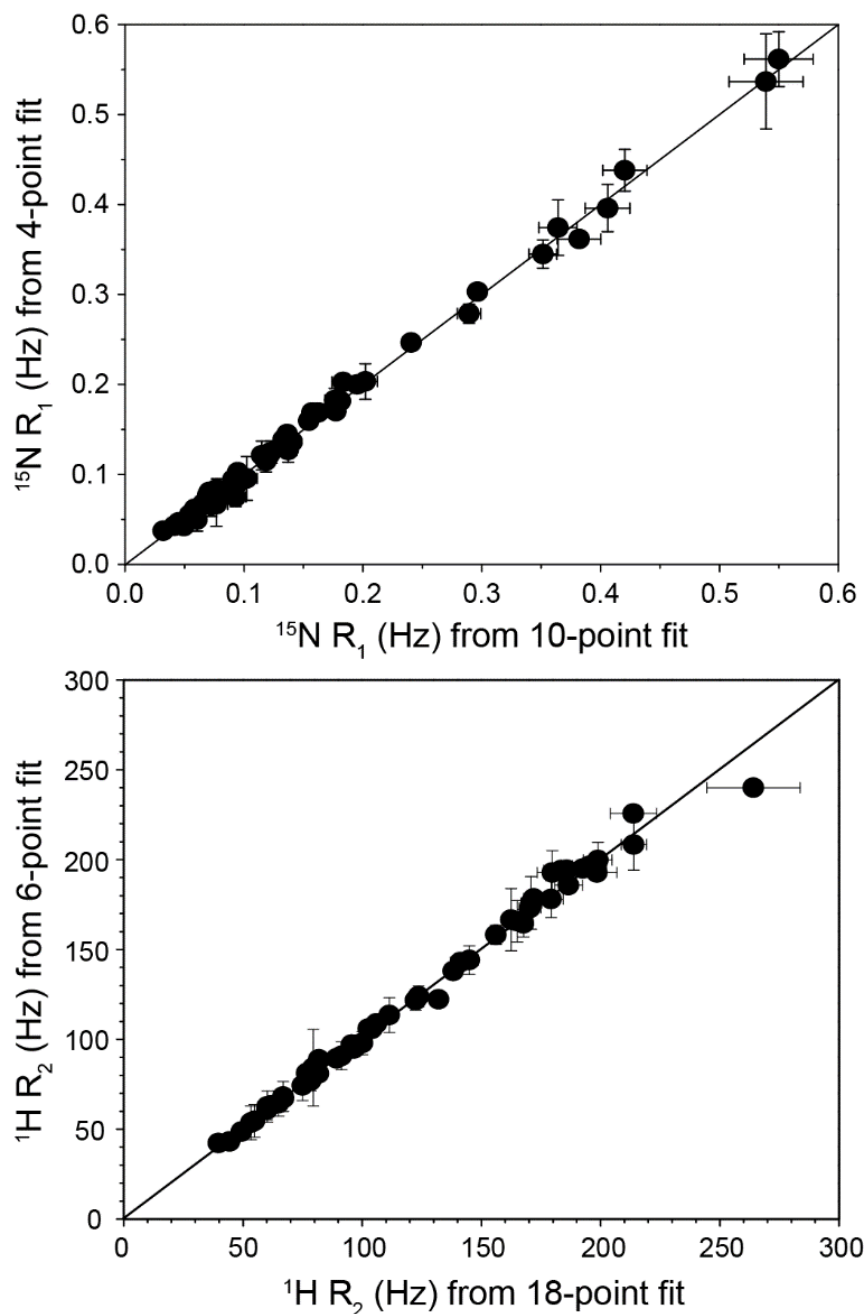 0.6
0.5
0.4
0.3
0.2
0.1
0.0
¹⁵N R₁ (Hz) from 4-point fit
0.0 0.1 0.2 0.3 0.4 0.5 0.6
¹⁵N R₁ (Hz) from 10-point fit
300
250
200
150
100
50
0
¹H R₂ (Hz) from 6-point fit
0 50 100 150 200 250 300
¹H R₂ (Hz) from 18-point fit